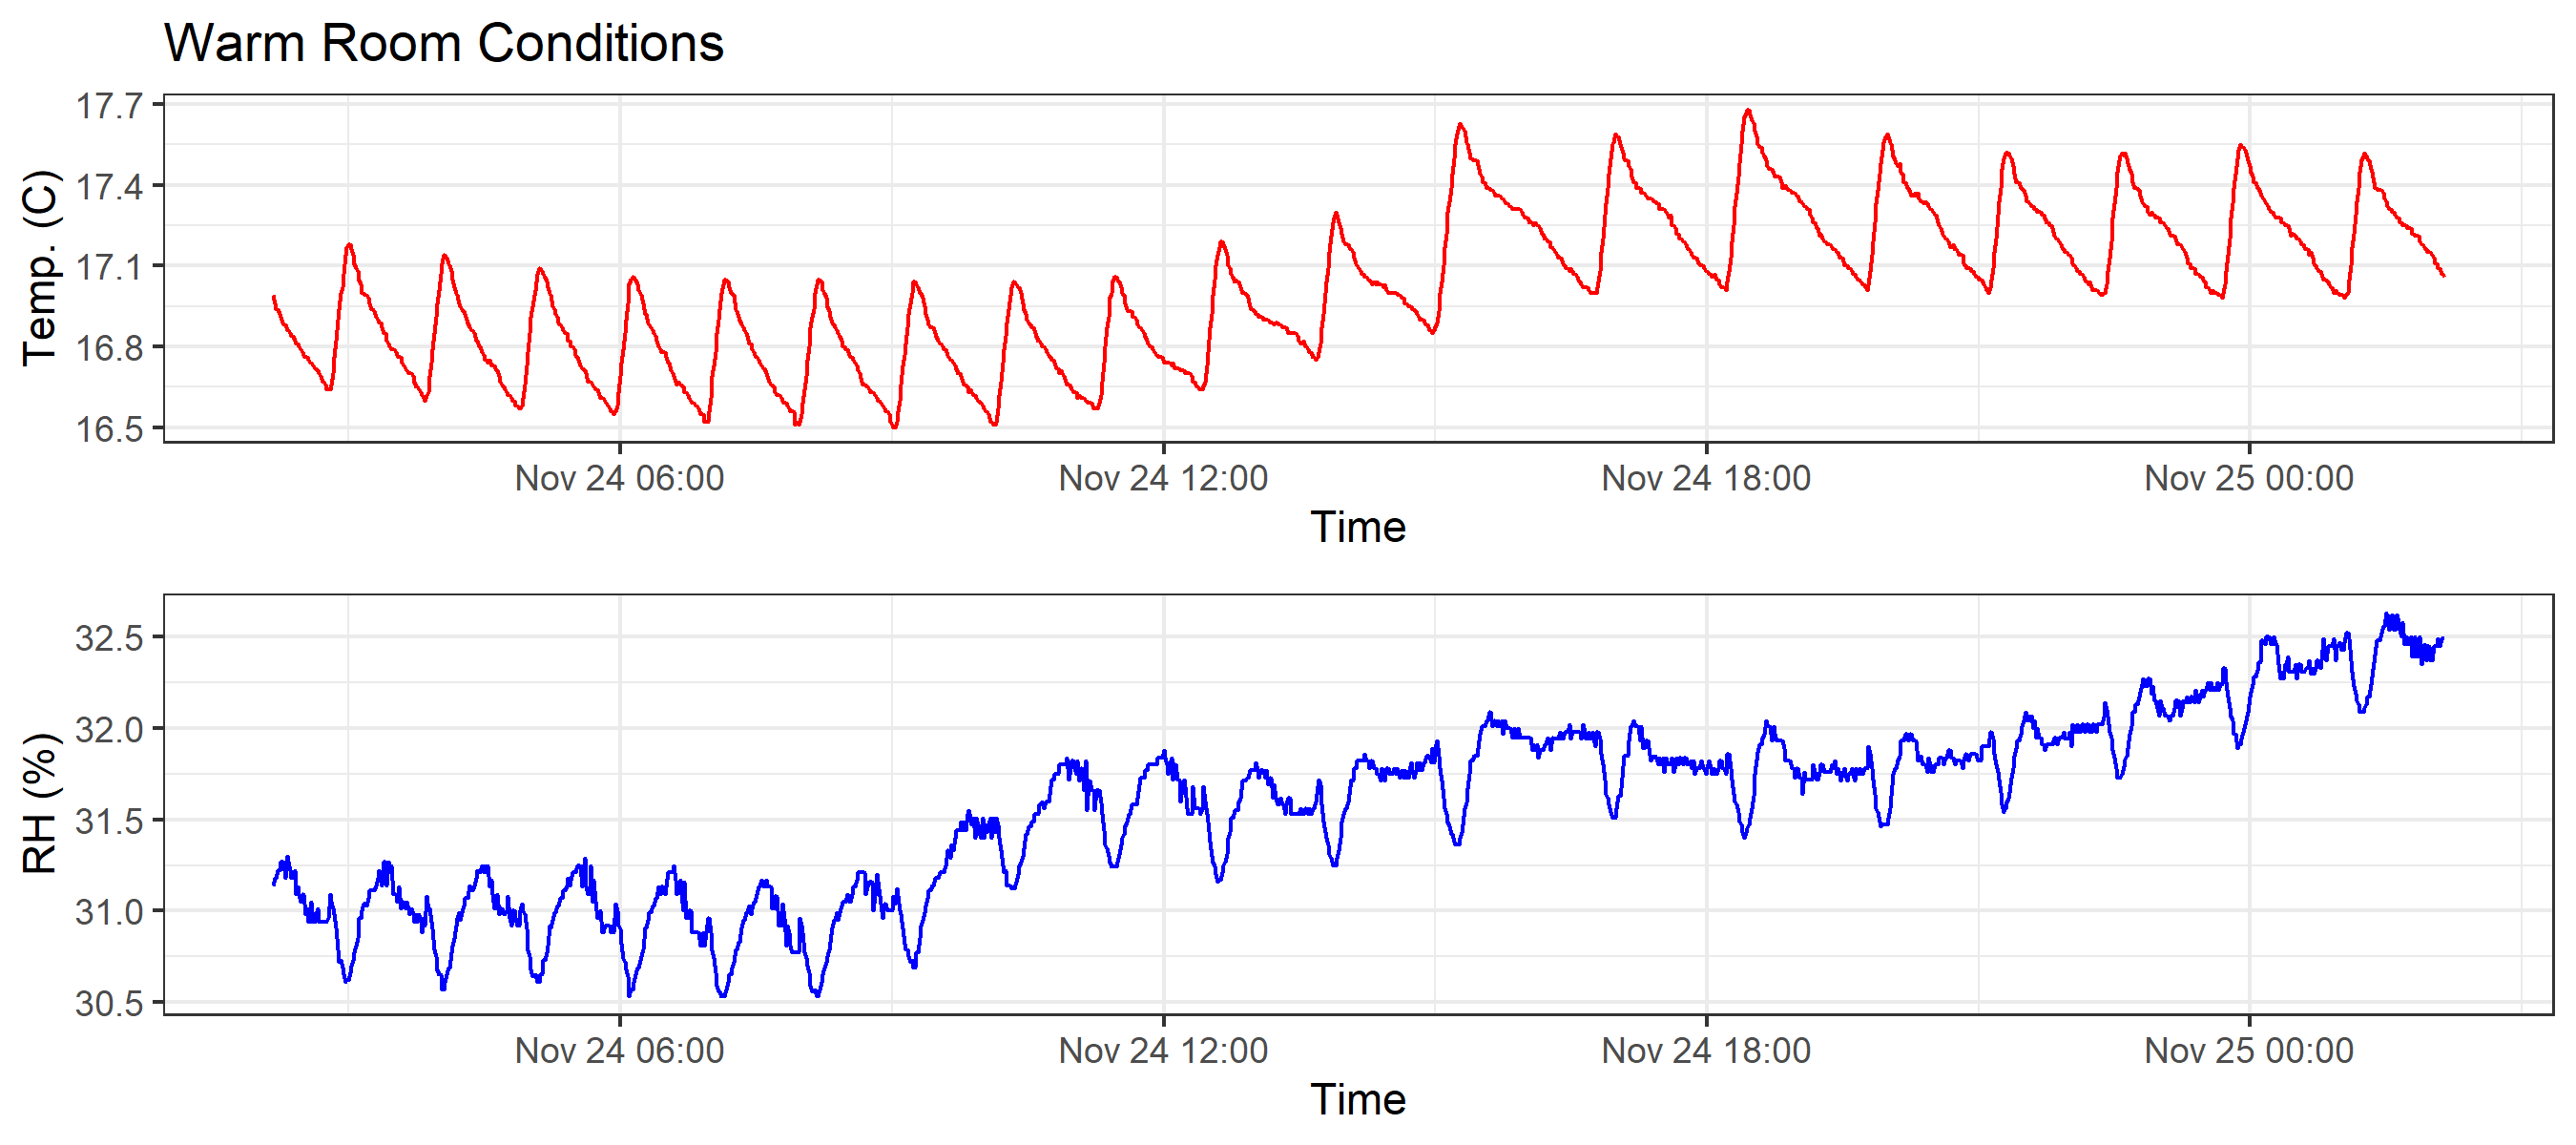 Warm Room Conditions
17.7
17.4
17.1
16.8
16.5
Temp. (C)
Nov 24 06:00 Nov 24 12:00 Nov 24 18:00 Nov 25 00:00
Time
32.5
32.0
31.5
31.0
30.5
RH (%)
Nov 24 06:00 Nov 24 12:00 Nov 24 18:00 Nov 25 00:00
Time